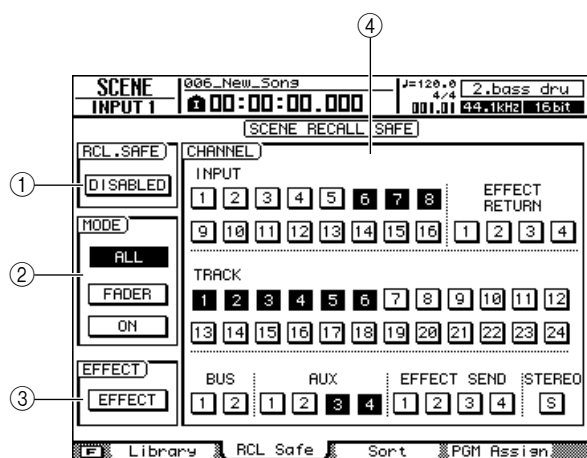 4
SCENE
INPUT 1
006_New_Song
00:00:00.000
♩=120.0
4/4
001.01
2.bass dru
44.1kHz 16bit
SCENE RECALL SAFE
1
RCL.SAFE
DISABLED
2
MODE
ALL
FADER
ON
3
EFFECT
EFFECT
CHANNEL
INPUT
1 2 3 4 5 6 7 8
9 10 11 12 13 14 15 16
EFFECT
RETURN
1 2 3 4
TRACK
1 2 3 4 5 6 7 8 9 10 11 12
13 14 15 16 17 18 19 20 21 22 23 24
BUS
1 2
AUX
1 2 3 4
EFFECT SEND
1 2 3 4
STEREO
S
F Library RCL Safe Sort PGM Assign